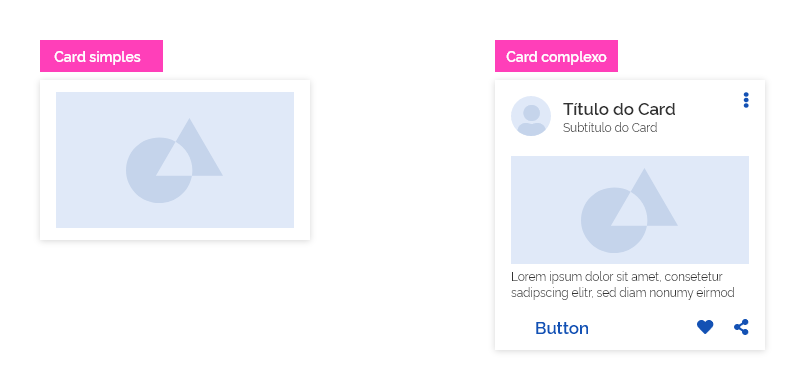 Card simples
Card complexo
Título do Card
Subtitulo do Card
Lorem ipsum dolor sit amet, consetetur
sadipscing elitr, sed diam nonumy eirmod
Button